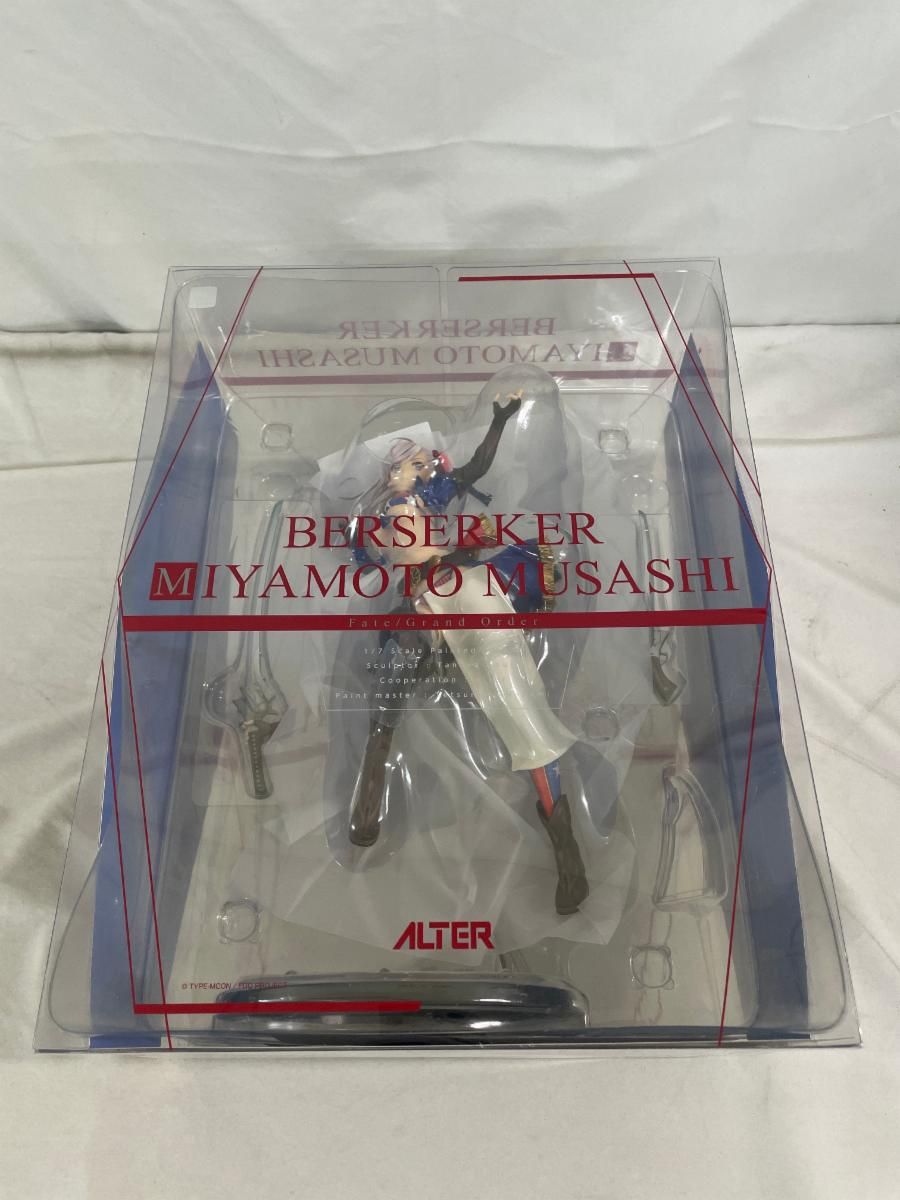 BERSERKER
MIYAMOTO MUSASHI
BERSERKER
MIYAMOTO MUSASHI
Fate/Grand Order
1/7 Scale Painted
Sculptor :
Cooperation :
Paint master :
ALTER
© TYPE-MOON / FGO PROJECT